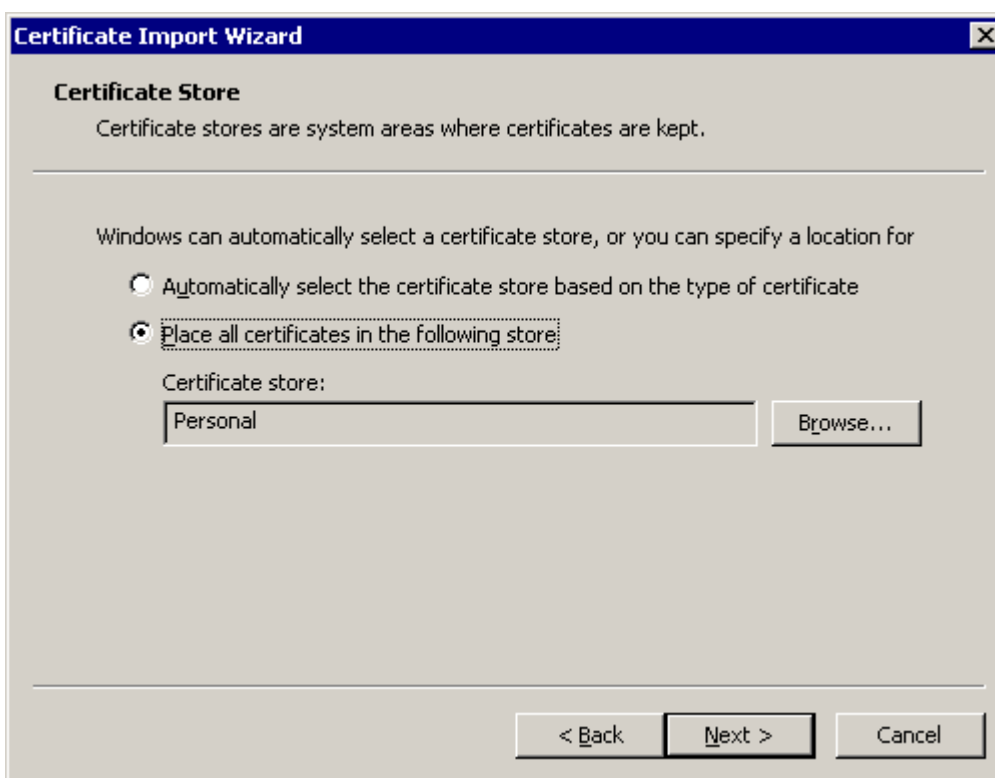 Certificate Import Wizard
Certificate Store
Certificate stores are system areas where certificates are kept.
Windows can automatically select a certificate store, or you can specify a location for
Automatically select the certificate store based on the type of certificate
Place all certificates in the following store
Certificate store:
Personal
Browse...
< Back
Next >
Cancel